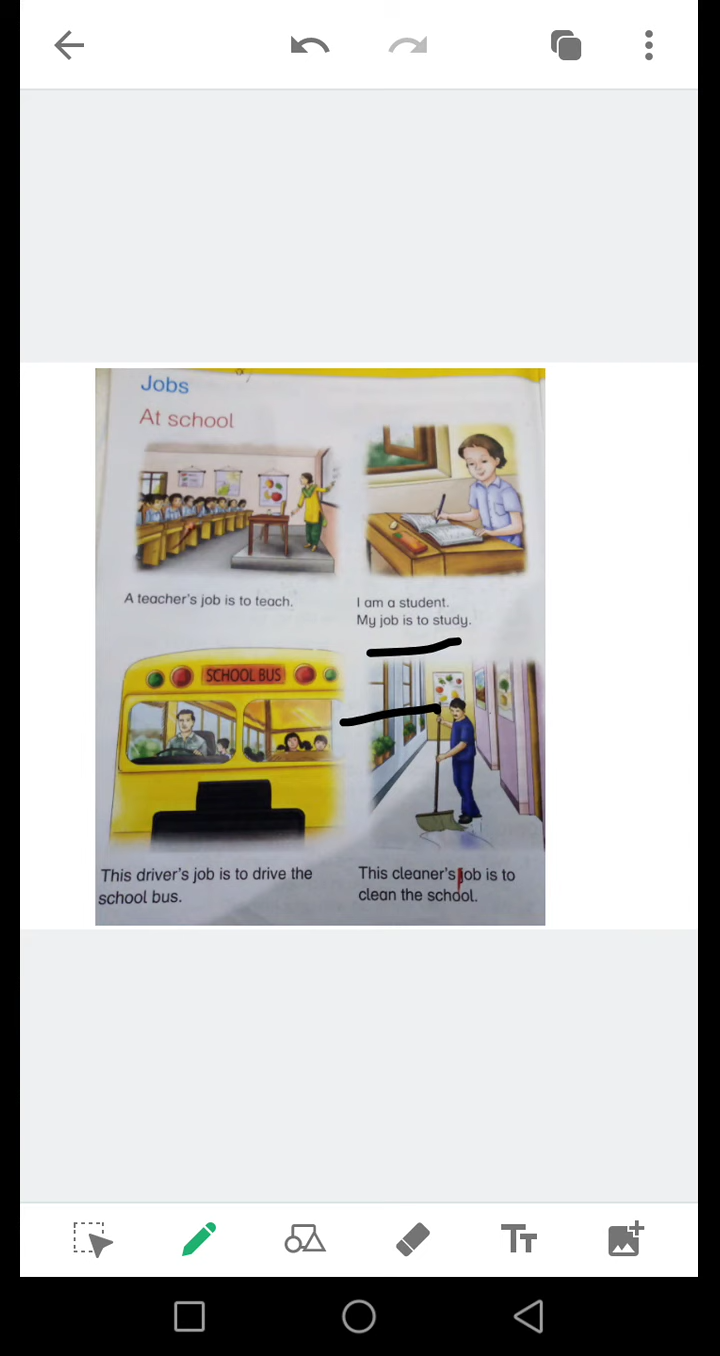 Jobs
At school
A teacher's job is to teach.
I am a student.
My job is to study.
SCHOOL BUS
This driver's job is to drive the
school bus.
This cleaner's job is to
clean the school.
TT